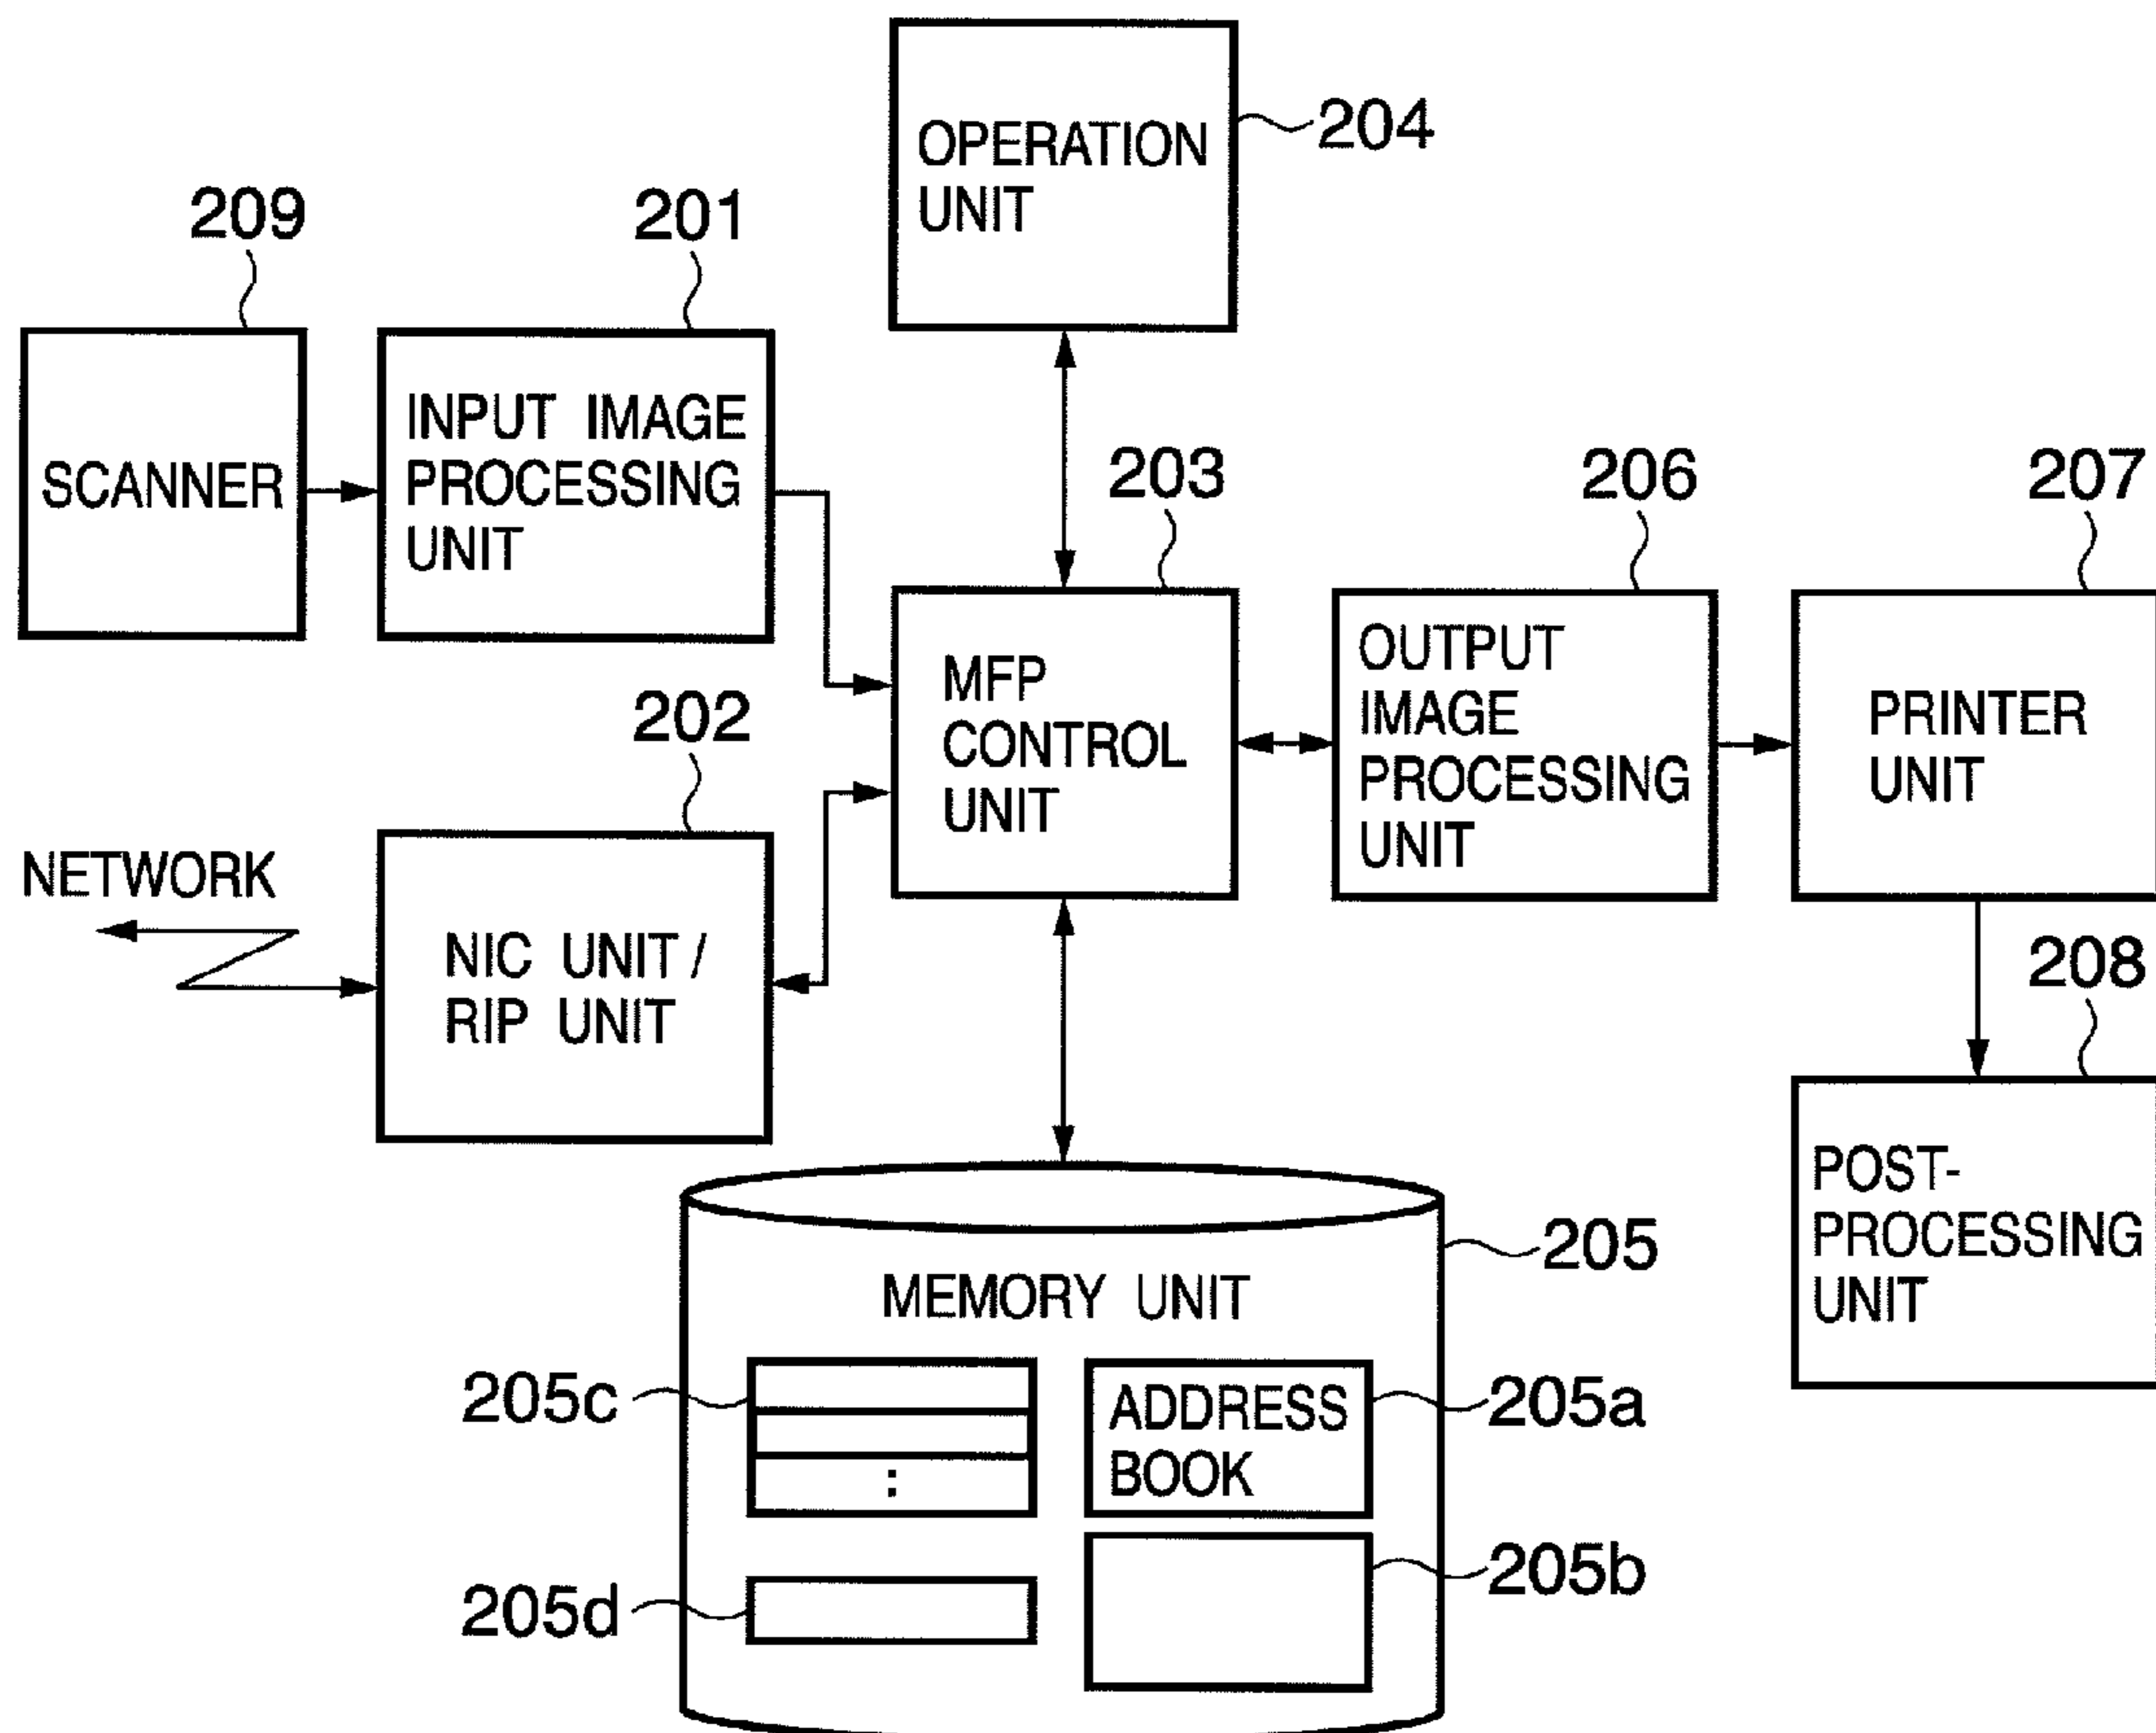 OPERATION
UNIT
204
209
201
SCANNER
INPUT IMAGE
PROCESSING
UNIT
203
206
207
MFP
CONTROL
UNIT
OUTPUT
IMAGE
PROCESSING
UNIT
PRINTER
UNIT
202
NETWORK
NIC UNIT /
RIP UNIT
208
POST-
PROCESSING
UNIT
205
MEMORY UNIT
205c
ADDRESS
BOOK
205a
:
205d
205b